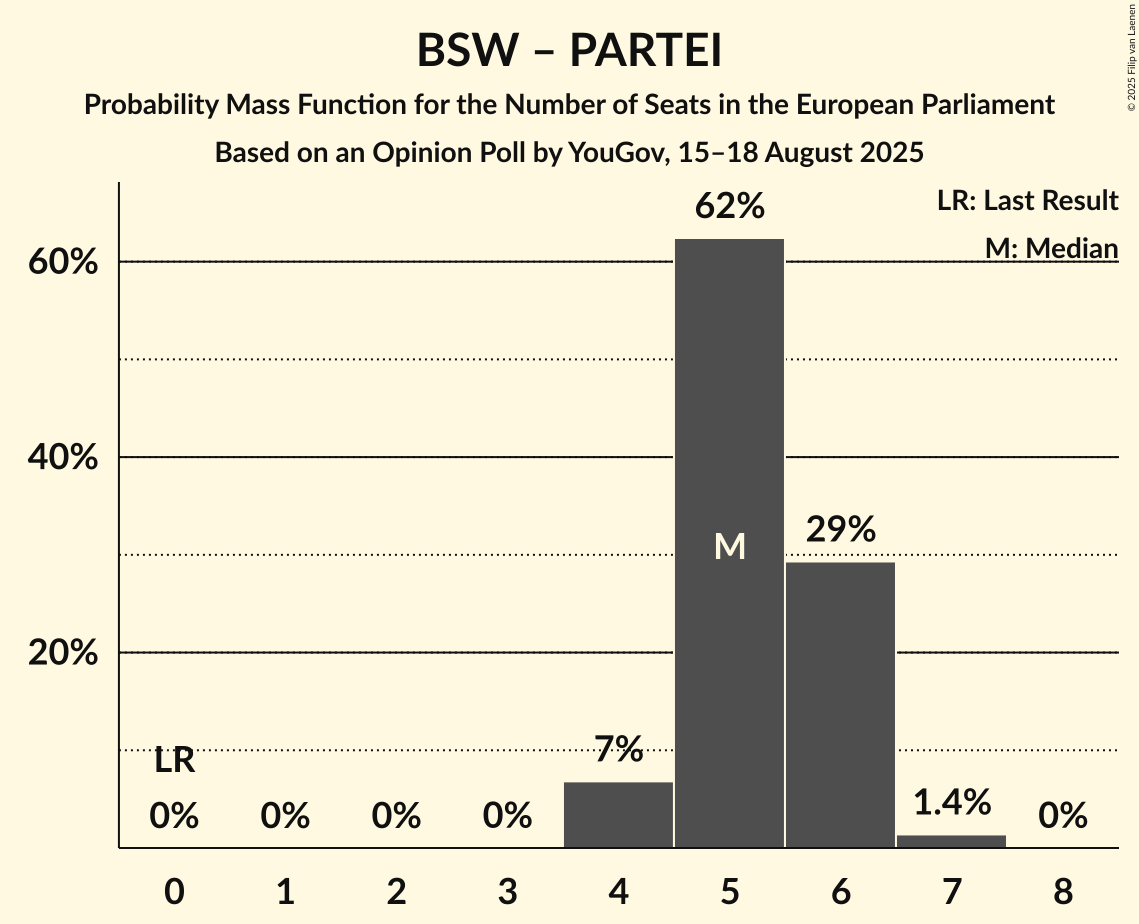 BSW – PARTEI
Probability Mass Function for the Number of Seats in the European Parliament
Based on an Opinion Poll by YouGov, 15–18 August 2025
© 2025 Filip van Laenen
LR: Last Result
M: Median
62%
60%
40%
29%
M
20%
LR
7%
0%
0%
0%
0%
1.4%
0%
0 1 2 3 4 5 6 7 8